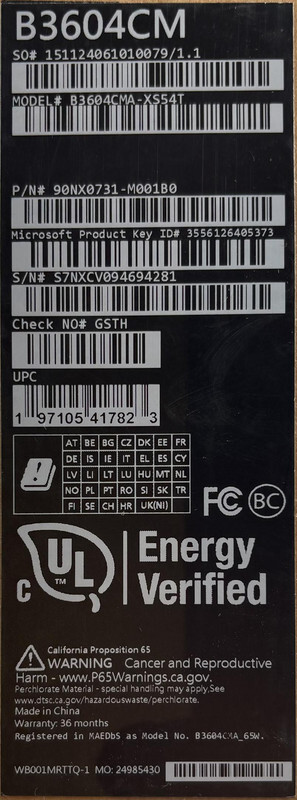 B3604CM
SO# 151124061010079/1.1
MODEL# B3604CMA-XS54T
P/N# 90NX0731-M001B0
Microsoft Product Key ID# 3556126405373
S/N# S7NXCV094694281
Check NO# GSTH
UPC
1 97105 41782 3
AT BE BG CZ DK EE FR
DE IS IE IT EL ES CY
LV LI LT LU HU MT NL
NO PL PT RO SI SK TR
FI SE CH HR UK(NI)
FC BC
C UL TM Energy
Verified
California Proposition 65
WARNING Cancer and Reproductive
Harm - www.P65Warnings.ca.gov.
Perchlorate Material - special handling may apply.See
www.dtsc.ca.gov/hazardouswaste/perchlorate.
Made in China
Warranty: 36 months
Registered in MAEDbS as Model No. B3604CMA_65W.
WB001MRTTQ-1 MO: 24985430